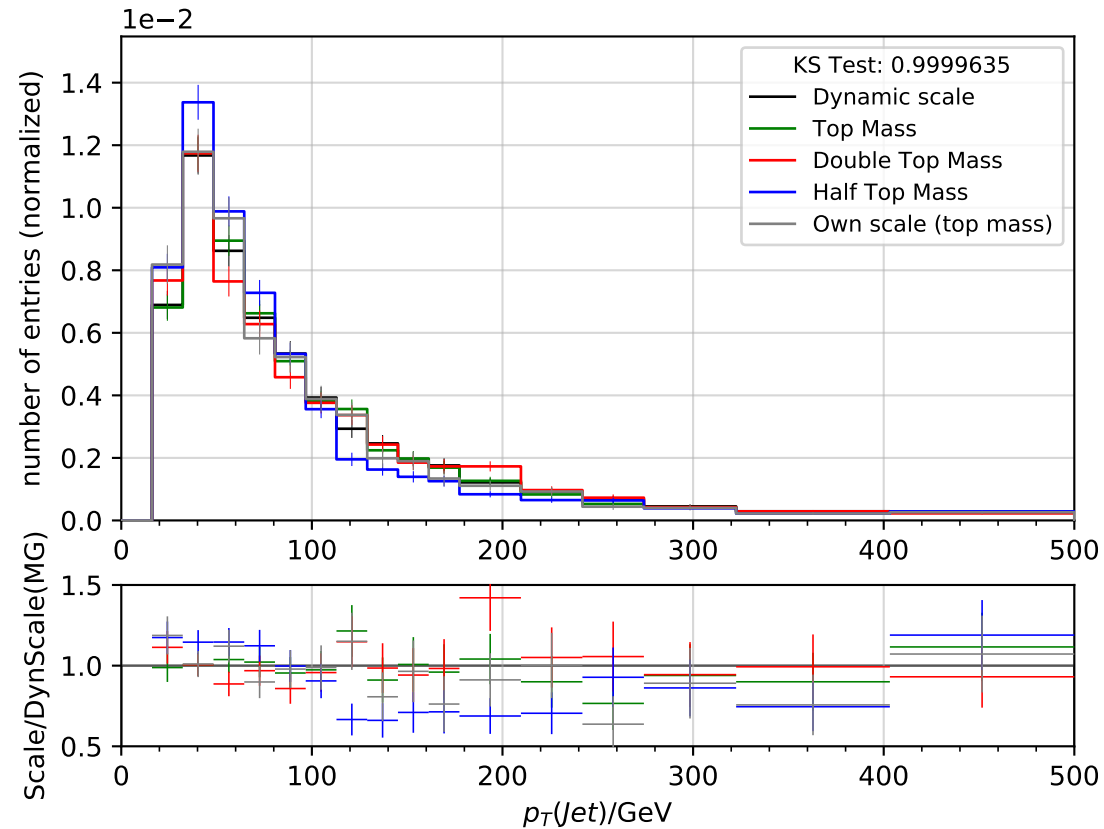 1e−2
number of entries (normalized)
1.4
1.2
1.0
0.8
0.6
0.4
0.2
0.0
KS Test: 0.9999635
Dynamic scale
Top Mass
Double Top Mass
Half Top Mass
Own scale (top mass)
0 100 200 300 400 500
Scale/DynScale(MG)
1.5
1.0
0.5
0 100 200 300 400 500
p_T(Jet)/GeV